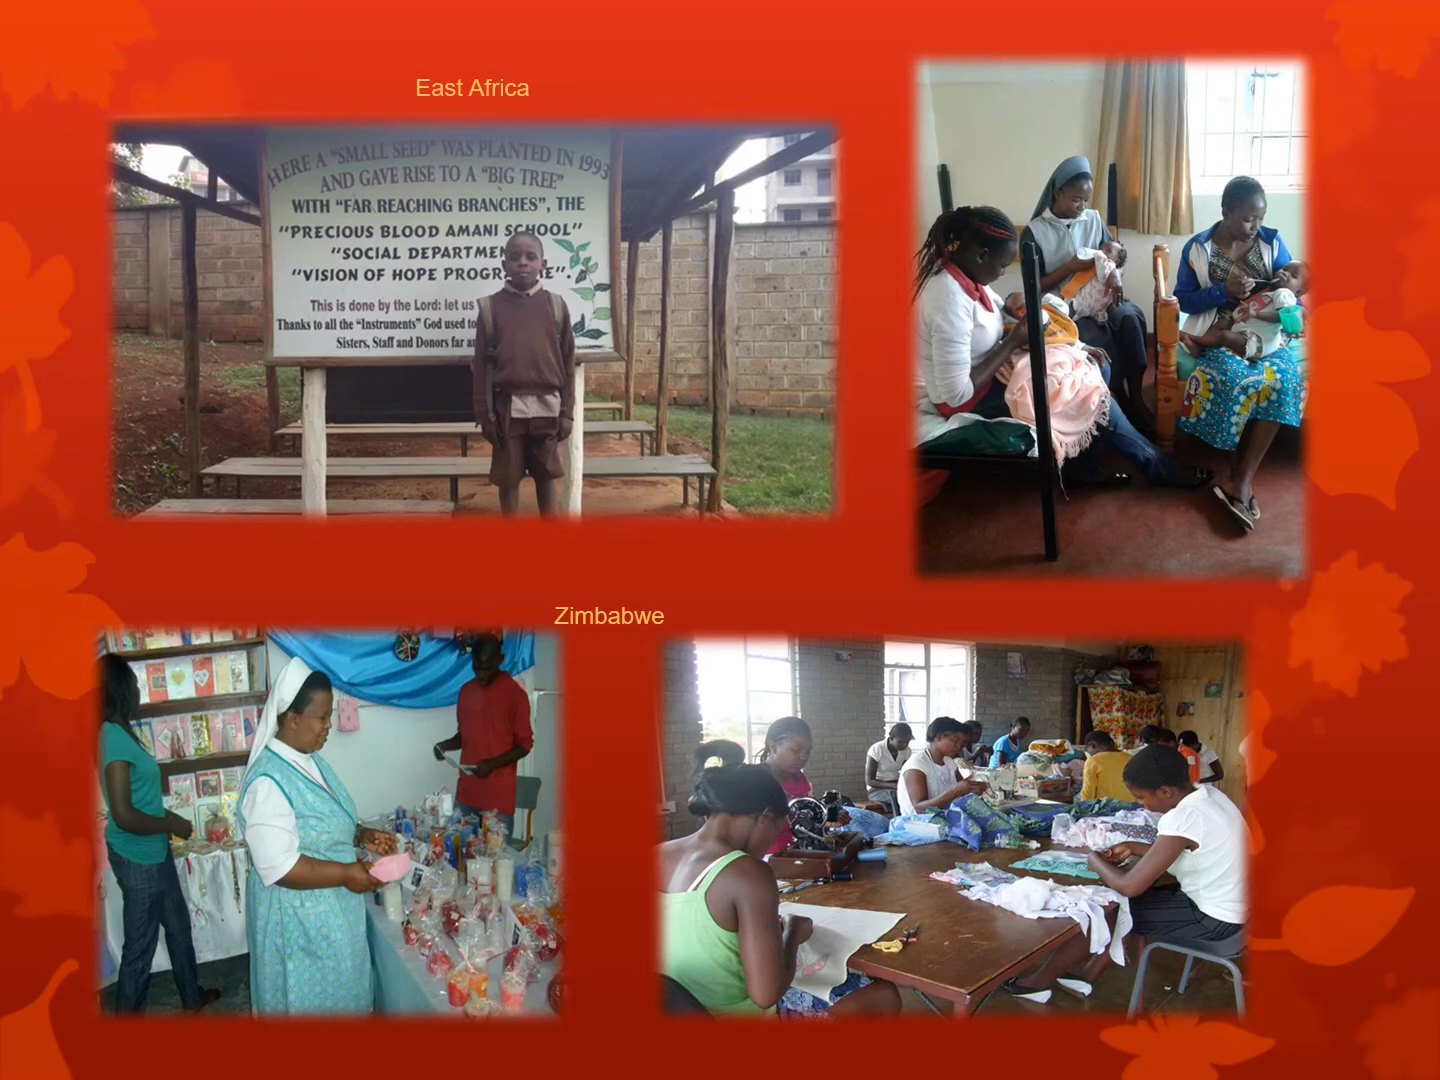 East Africa
HERE A "SMALL SEED" WAS PLANTED IN 1993
AND GAVE RISE TO A "BIG TREE"
WITH "FAR REACHING BRANCHES", THE
"PRECIOUS BLOOD AMANI SCHOOL"
"SOCIAL DEPARTMEN
"VISION OF HOPE PROGR E".
This is done by the Lord: let us
Thanks to all the "Instruments" God used to
Sisters, Staff and Donors far
Zimbabwe